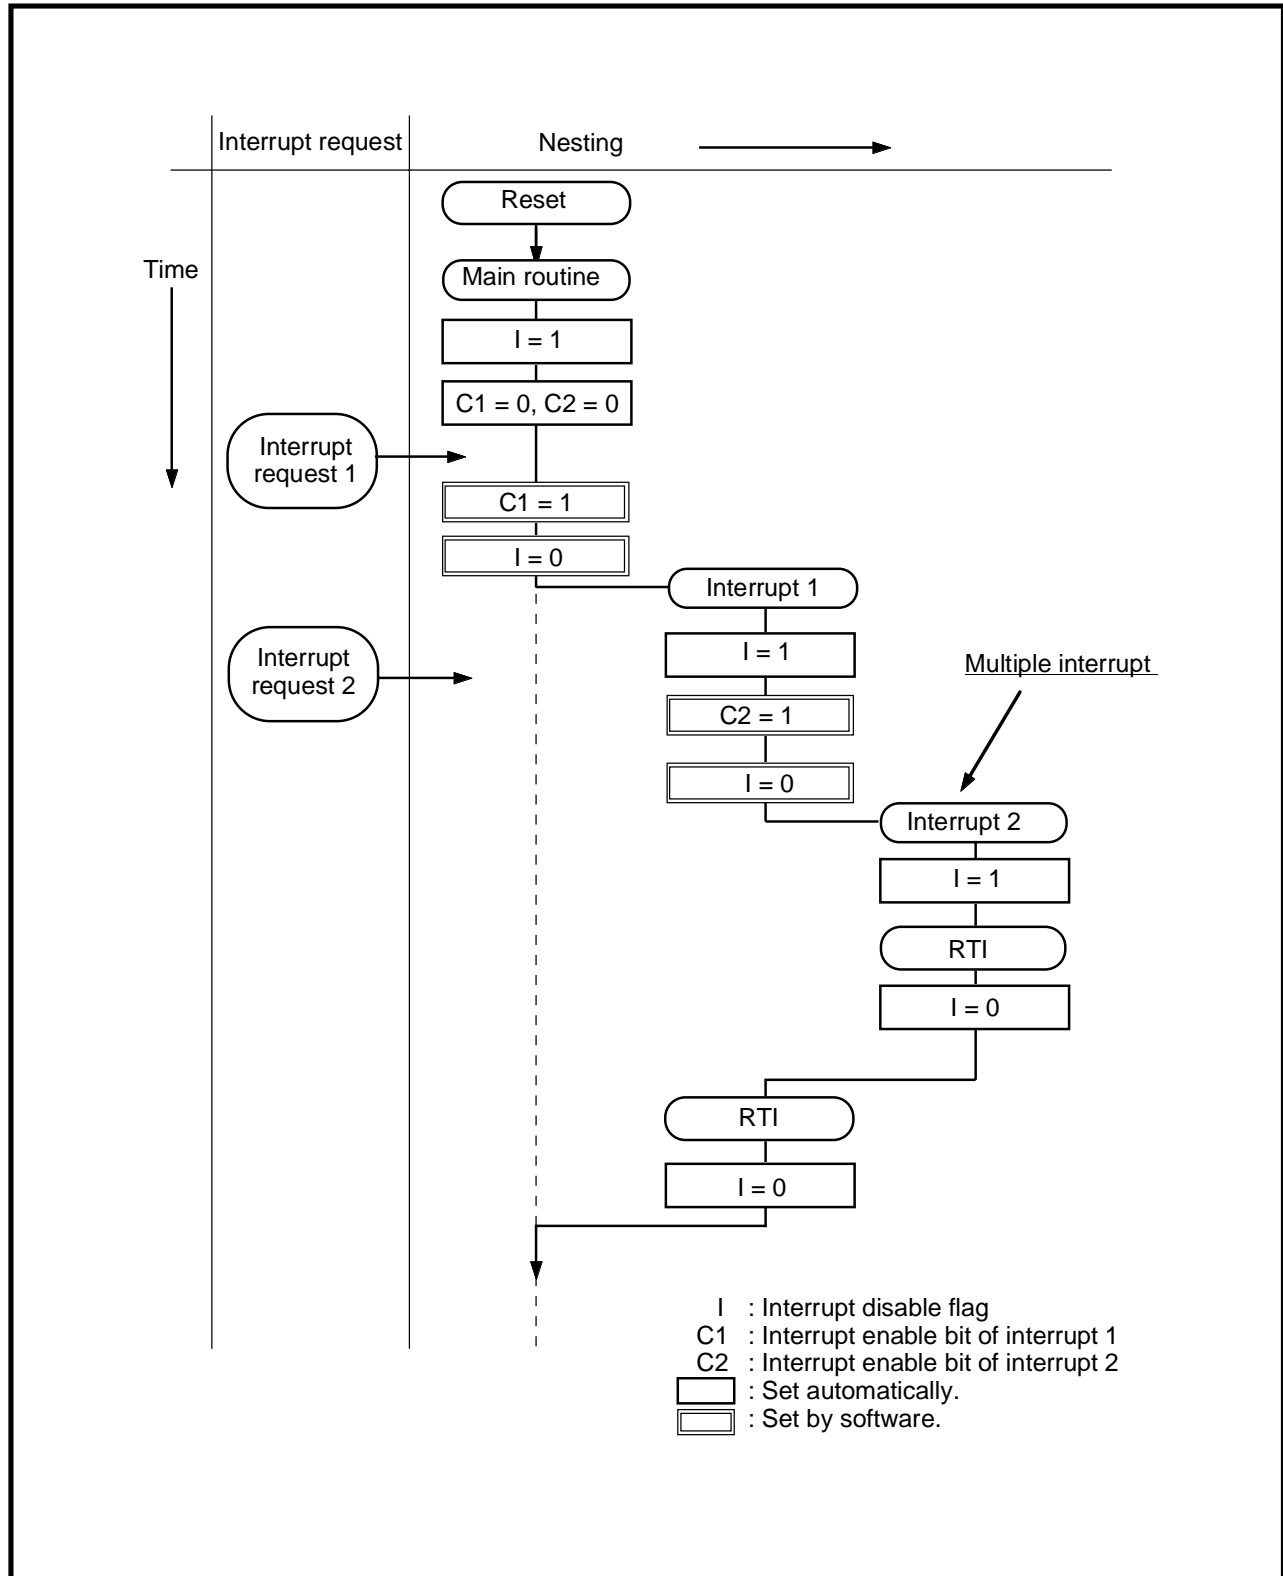 Interrupt request
Nesting
Reset
Time
Main routine
I = 1
C1 = 0, C2 = 0
Interrupt
request 1
C1 = 1
I = 0
Interrupt 1
I = 1
Interrupt
request 2
Multiple interrupt
C2 = 1
I = 0
Interrupt 2
I = 1
RTI
I = 0
RTI
I = 0
I : Interrupt disable flag
C1 : Interrupt enable bit of interrupt 1
C2 : Interrupt enable bit of interrupt 2
: Set automatically.
: Set by software.